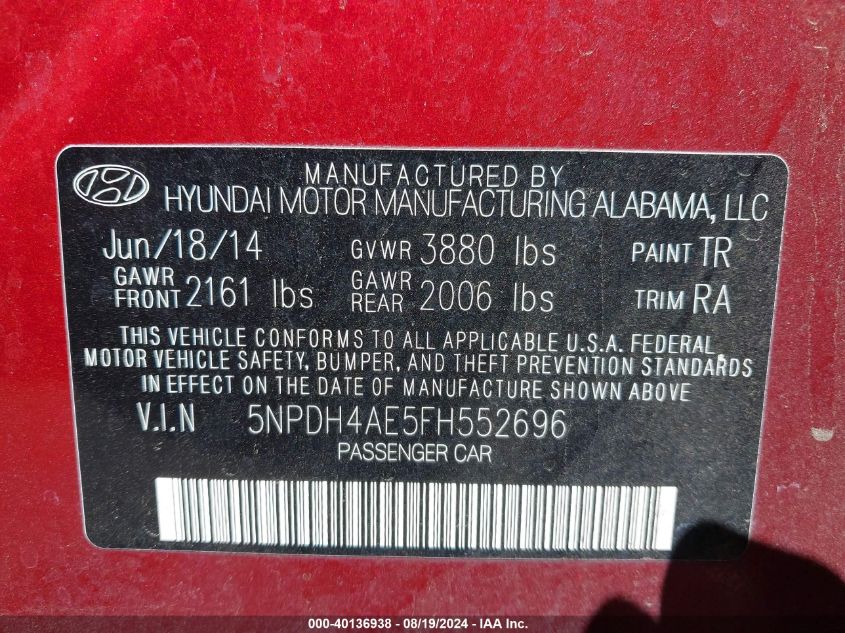 MANUFACTURED BY
HYUNDAI MOTOR MANUFACTURING ALABAMA, LLC
Jun/18/14 GVWR 3880 lbs PAINT TR
GAWR FRONT 2161 lbs GAWR REAR 2006 lbs TRIM RA
THIS VEHICLE CONFORMS TO ALL APPLICABLE U.S.A. FEDERAL
MOTOR VEHICLE SAFETY, BUMPER, AND THEFT PREVENTION STANDARDS
IN EFFECT ON THE DATE OF MANUFACTURE SHOWN ABOVE
V.I.N 5NPDH4AE5FH552696
PASSENGER CAR
000-40136938 - 08/19/2024 - IAA Inc.